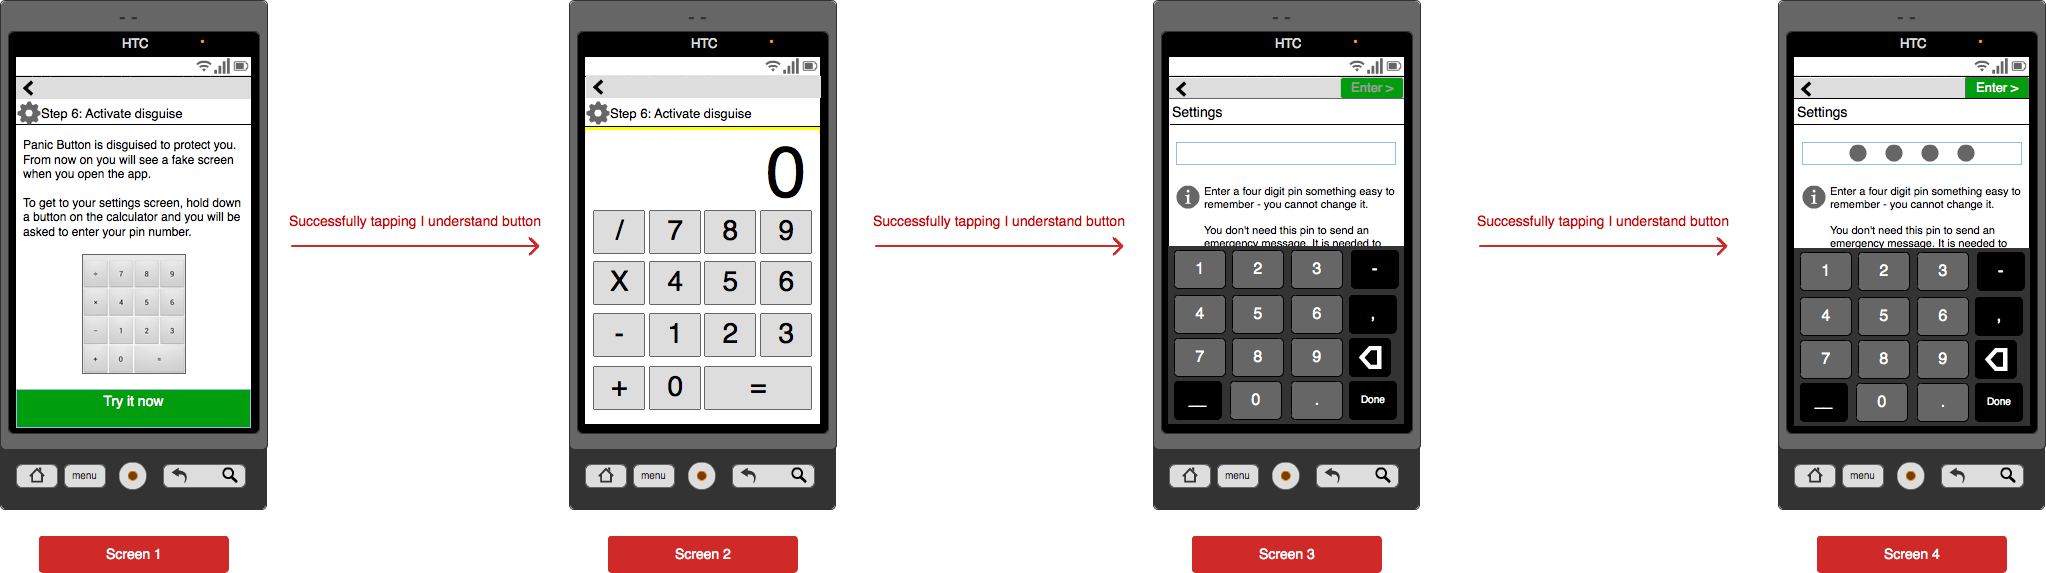 HTC
Step 6: Activate disguise
Panic Button is disguised to protect you.
From now on you will see a fake screen
when you open the app.
To get to your settings screen, hold down
a button on the calculator and you will be
asked to enter your pin number.
÷ 7 8 9
× 4 5 6
- 1 2 3
+ 0 =
Try it now
menu
Screen 1
Successfully tapping I understand button
HTC
Step 6: Activate disguise
0
/ 7 8 9
X 4 5 6
- 1 2 3
+ 0 =
menu
Screen 2
Successfully tapping I understand button
HTC
Enter >
Settings
Enter a four digit pin something easy to
remember - you cannot change it.
You don't need this pin to send an
emergency message. It is needed to
1 2 3 -
4 5 6 ,
7 8 9
__ 0 . Done
menu
Screen 3
Successfully tapping I understand button
HTC
Enter >
Settings
Enter a four digit pin something easy to
remember - you cannot change it.
You don't need this pin to send an
emergency message. It is needed to
1 2 3 -
4 5 6 ,
7 8 9
__ 0 . Done
menu
Screen 4